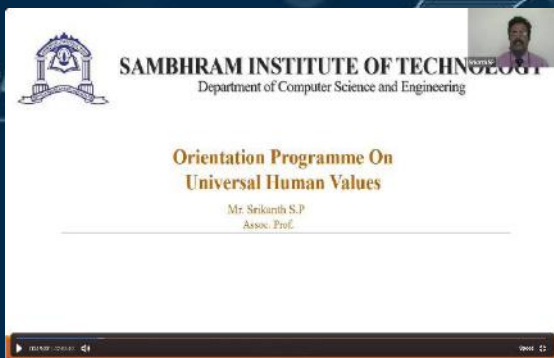 SAMBHRAM INSTITUTE OF TECHNOLOGY
Department of Computer Science and Engineering
Orientation Programme On
Universal Human Values
Mr. Srikanth S.P
Assoc. Prof.
Speed